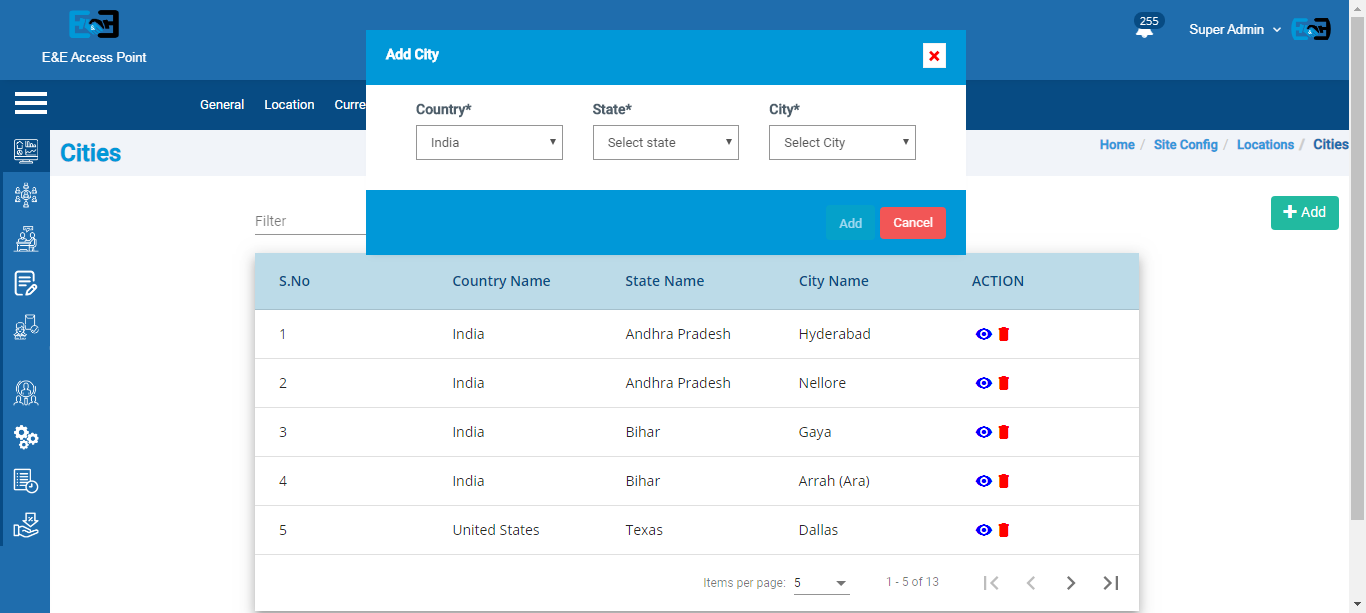 E&E
255
Super Admin
E&E
E&E Access Point
Add City
General Location Curre
Country* State* City*
India Select state Select City
Cities
Home / Site Config / Locations / Cities
Filter
Add Cancel
Add
S.No Country Name State Name City Name ACTION
1 India Andhra Pradesh Hyderabad
2 India Andhra Pradesh Nellore
3 India Bihar Gaya
4 India Bihar Arrah (Ara)
5 United States Texas Dallas
Items per page: 5 1 - 5 of 13